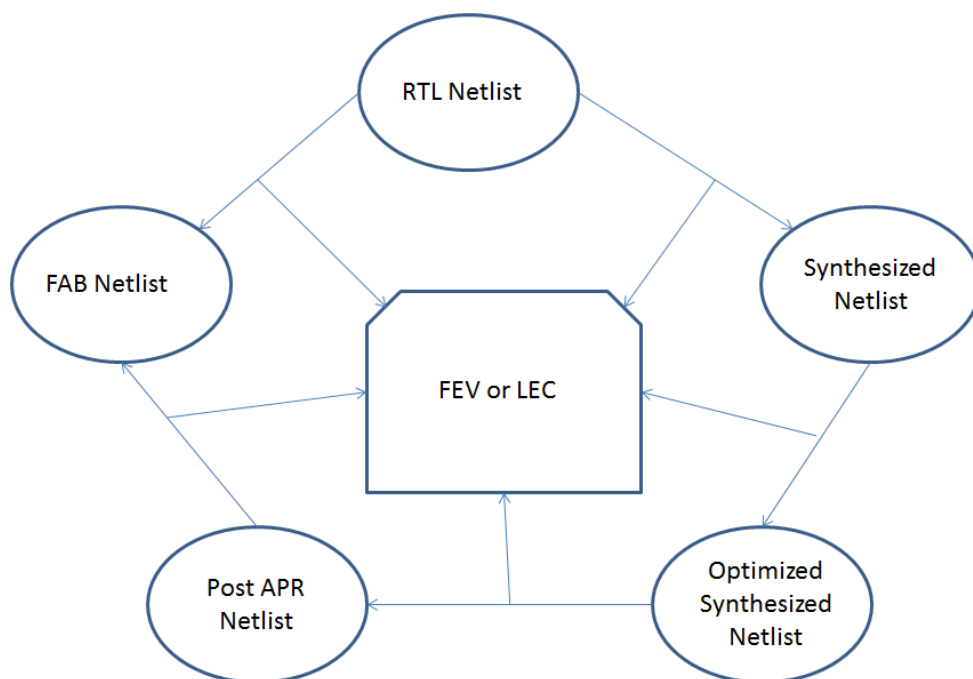 RTL Netlist
FAB Netlist
Synthesized
Netlist
FEV or LEC
Post APR
Netlist
Optimized
Synthesized
Netlist